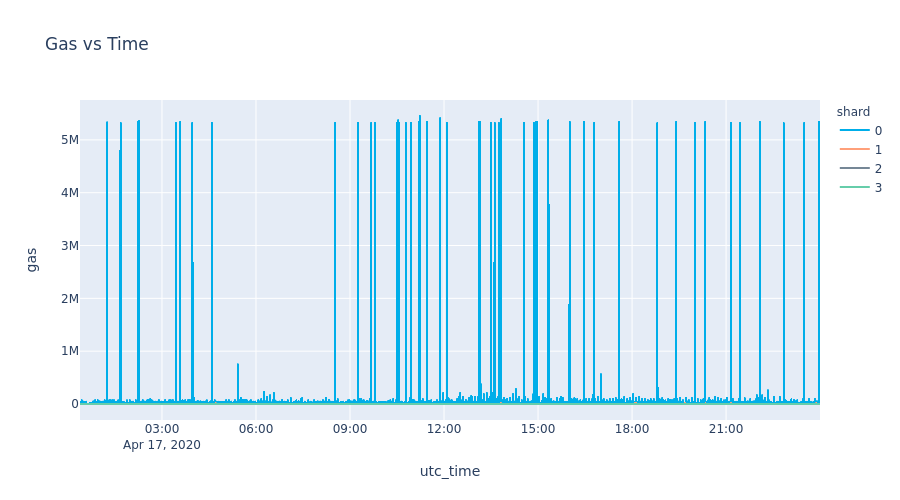 Gas vs Time
shard
0
1
2
3
5M
4M
3M
2M
1M
0
gas
03:00
06:00
09:00
12:00
15:00
18:00
21:00
Apr 17, 2020
utc_time